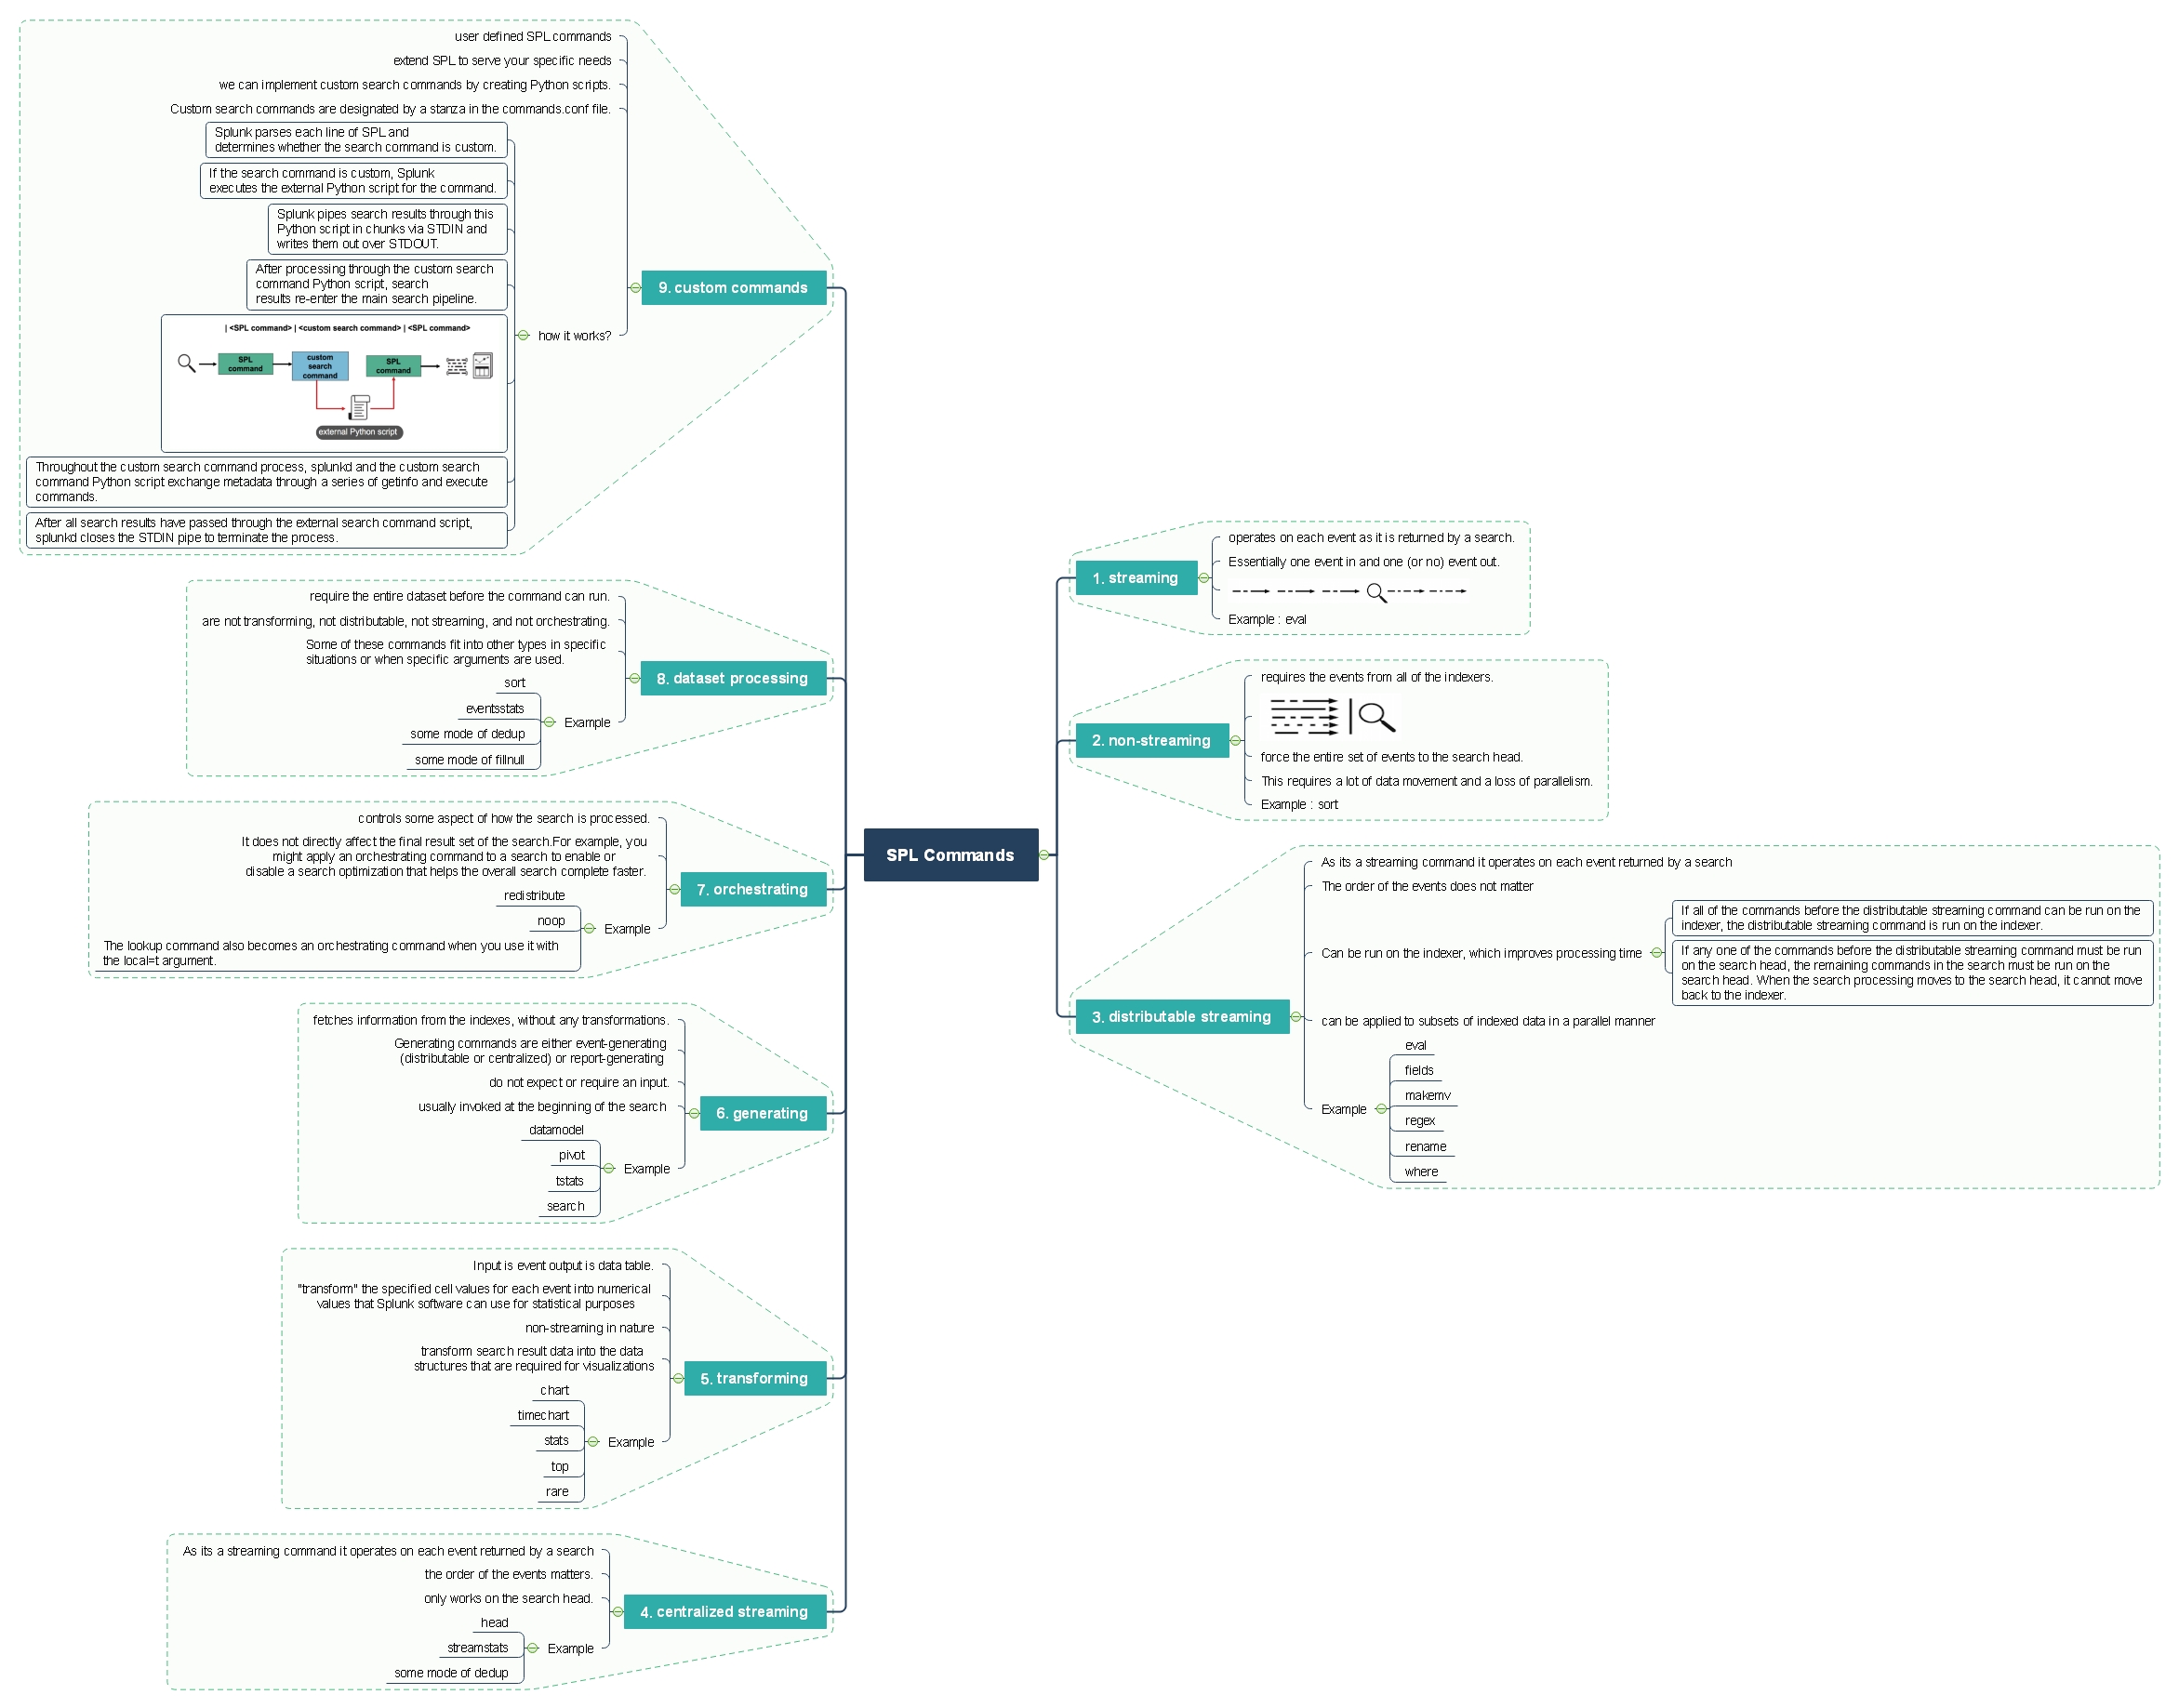 SPL Commands
1. streaming
operates on each event as it is returned by a search.
Essentially one event in and one (or no) event out.
Example : eval
2. non-streaming
requires the events from all of the indexers.
force the entire set of events to the search head.
This requires a lot of data movement and a loss of parallelism.
Example : sort
3. distributable streaming
As its a streaming command it operates on each event returned by a search
The order of the events does not matter
Can be run on the indexer, which improves processing time
If all of the commands before the distributable streaming command can be run on the
indexer, the distributable streaming command is run on the indexer.
If any one of the commands before the distributable streaming command must be run
on the search head, the remaining commands in the search must be run on the
search head. When the search processing moves to the search head, it cannot move
back to the indexer.
can be applied to subsets of indexed data in a parallel manner
Example
eval
fields
makemv
regex
rename
where
4. centralized streaming
As its a streaming command it operates on each event returned by a search
the order of the events matters.
only works on the search head.
Example
head
streamstats
some mode of dedup
5. transforming
Input is event output is data table.
"transform" the specified cell values for each event into numerical
values that Splunk software can use for statistical purposes
non-streaming in nature
transform search result data into the data
structures that are required for visualizations
Example
chart
timechart
stats
top
rare
6. generating
fetches information from the indexes, without any transformations.
Generating commands are either event-generating
(distributable or centralized) or report-generating
do not expect or require an input.
usually invoked at the beginning of the search
Example
datamodel
pivot
tstats
search
7. orchestrating
controls some aspect of how the search is processed.
It does not directly affect the final result set of the search.For example, you
might apply an orchestrating command to a search to enable or
disable a search optimization that helps the overall search complete faster.
Example
redistribute
noop
The lookup command also becomes an orchestrating command when you use it with
the local=t argument.
8. dataset processing
require the entire dataset before the command can run.
are not transforming, not distributable, not streaming, and not orchestrating.
Some of these commands fit into other types in specific
situations or when specific arguments are used.
Example
sort
eventsstats
some mode of dedup
some mode of fillnull
9. custom commands
user defined SPL commands
extend SPL to serve your specific needs
we can implement custom search commands by creating Python scripts.
Custom search commands are designated by a stanza in the commands.conf file.
how it works?
Splunk parses each line of SPL and
determines whether the search command is custom.
If the search command is custom, Splunk
executes the external Python script for the command.
Splunk pipes search results through this
Python script in chunks via STDIN and
writes them out over STDOUT.
After processing through the custom search
command Python script, search
results re-enter the main search pipeline.
| <SPL command> | <custom search command> | <SPL command>
SPL
command
custom
search
command
SPL
command
external Python script
Throughout the custom search command process, splunkd and the custom search
command Python script exchange metadata through a series of getinfo and execute
commands.
After all search results have passed through the external search command script,
splunkd closes the STDIN pipe to terminate the process.